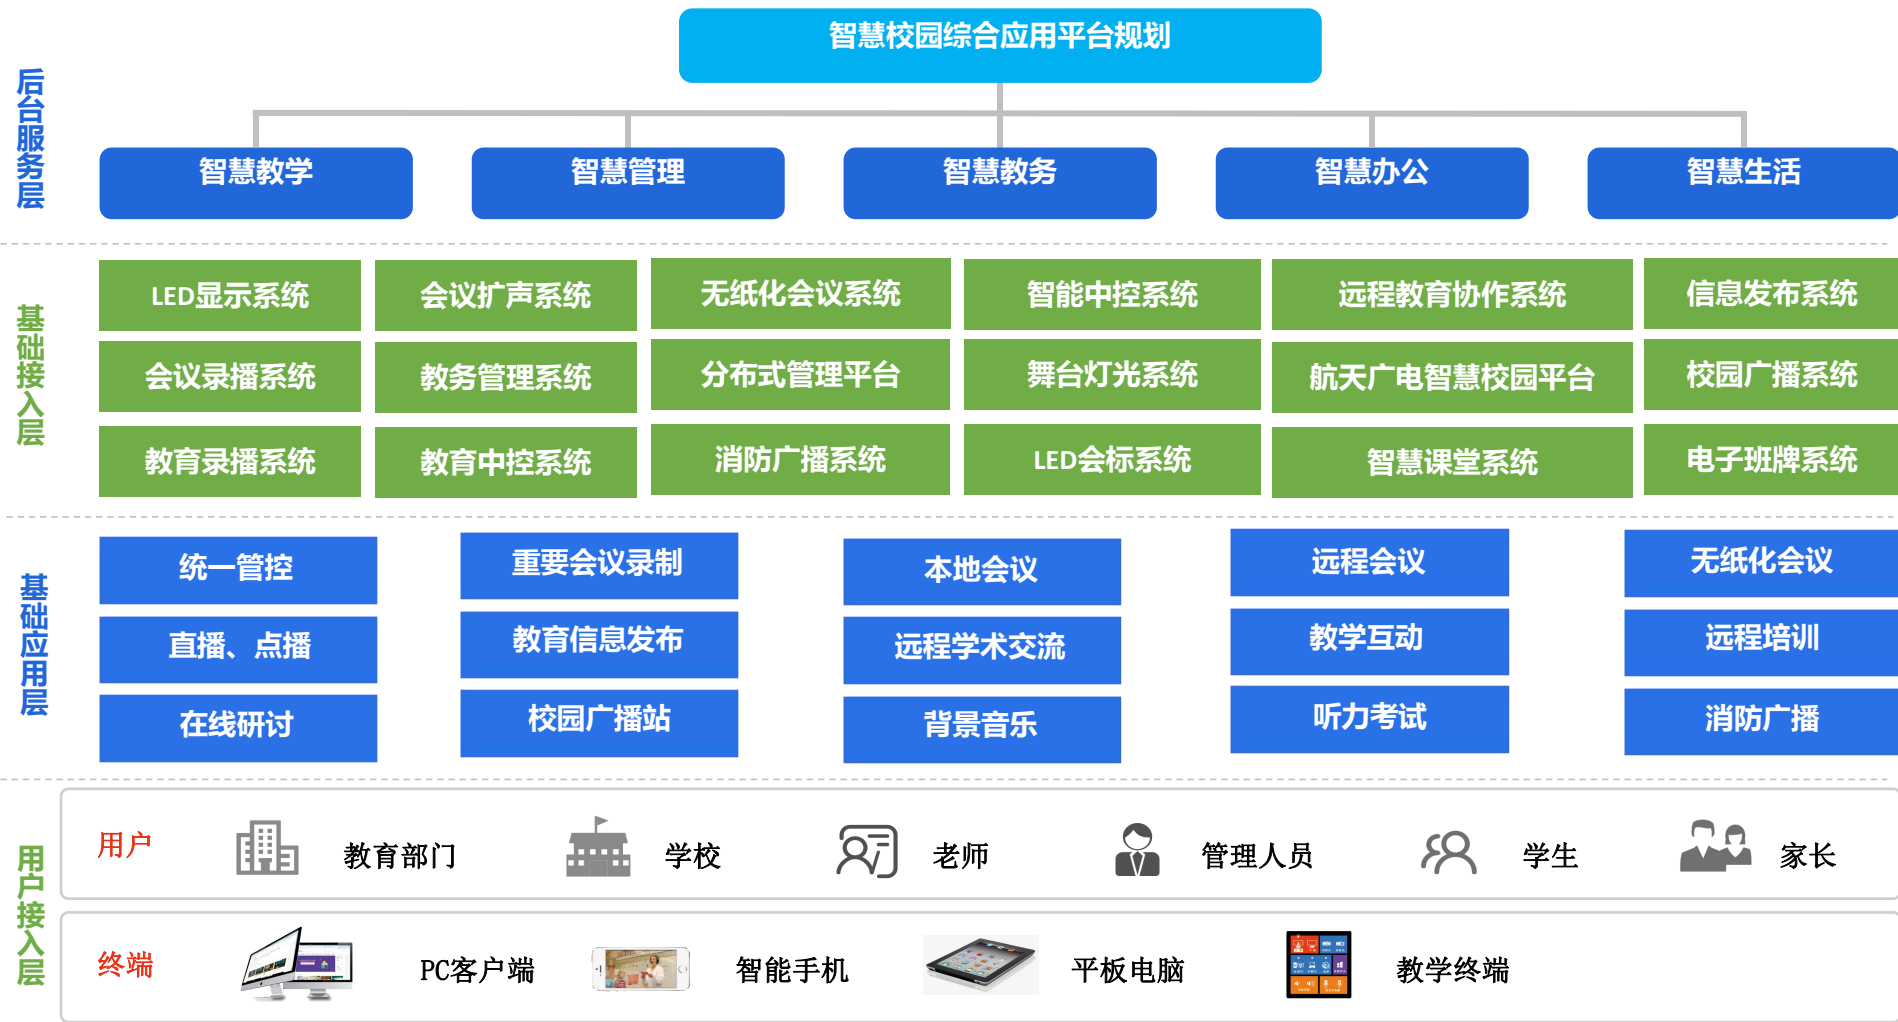 智慧校园综合应用平台规划
后台服务层
智慧教学
智慧管理
智慧教务
智慧办公
智慧生活
基础接入层
LED显示系统
会议扩声系统
无纸化会议系统
智能中控系统
远程教育协作系统
信息发布系统
会议录播系统
教务管理系统
分布式管理平台
舞台灯光系统
航天广电智慧校园平台
校园广播系统
教育录播系统
教育中控系统
消防广播系统
LED会标系统
智慧课堂系统
电子班牌系统
基础应用层
统一管控
重要会议录制
本地会议
远程会议
无纸化会议
直播、点播
教育信息发布
远程学术交流
教学互动
远程培训
在线研讨
校园广播站
背景音乐
听力考试
消防广播
用户接入层
用户
教育部门
学校
老师
管理人员
学生
家长
终端
PC客户端
智能手机
平板电脑
教学终端